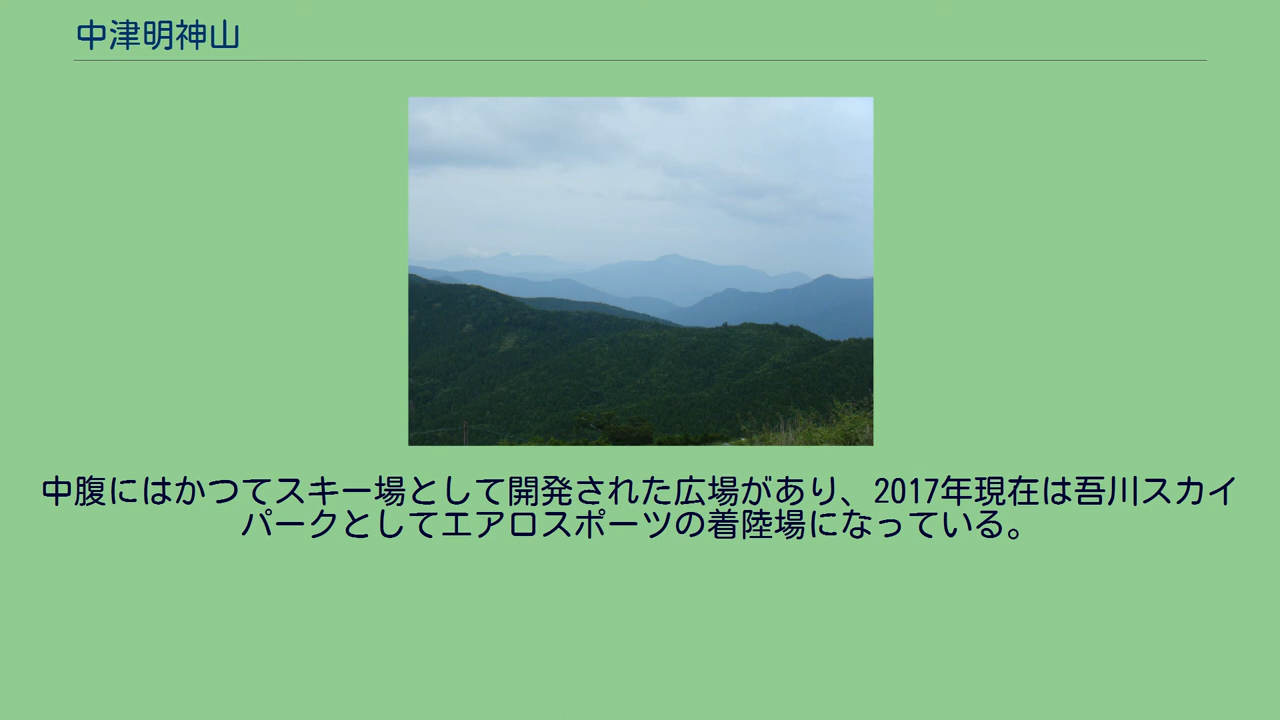 中津明神山
中腹にはかつてスキー場として開発された広場があり、2017年現在は吾川スカイ
パークとしてエアロスポーツの着陸場になっている。